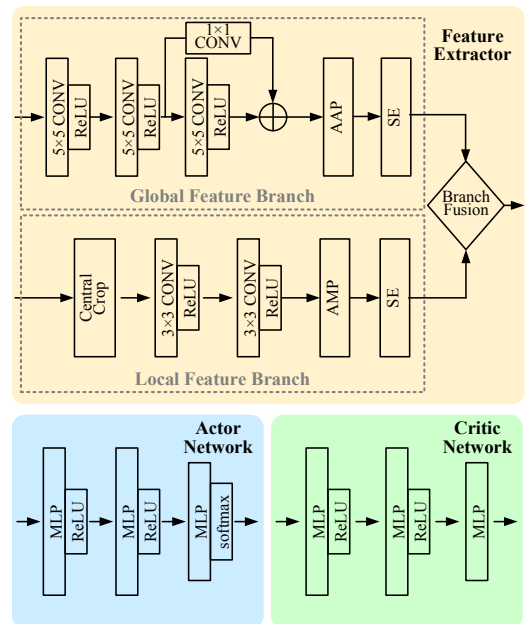 1×1
CONV
Feature
Extractor
5×5 CONV
ReLU
5×5 CONV
ReLU
5×5 CONV
ReLU
AAP
SE
Global Feature Branch
Branch
Fusion
Central
Crop
3×3 CONV
ReLU
3×3 CONV
ReLU
AMP
SE
Local Feature Branch
Actor
Network
MLP
ReLU
MLP
ReLU
MLP
softmax
Critic
Network
MLP
ReLU
MLP
ReLU
MLP